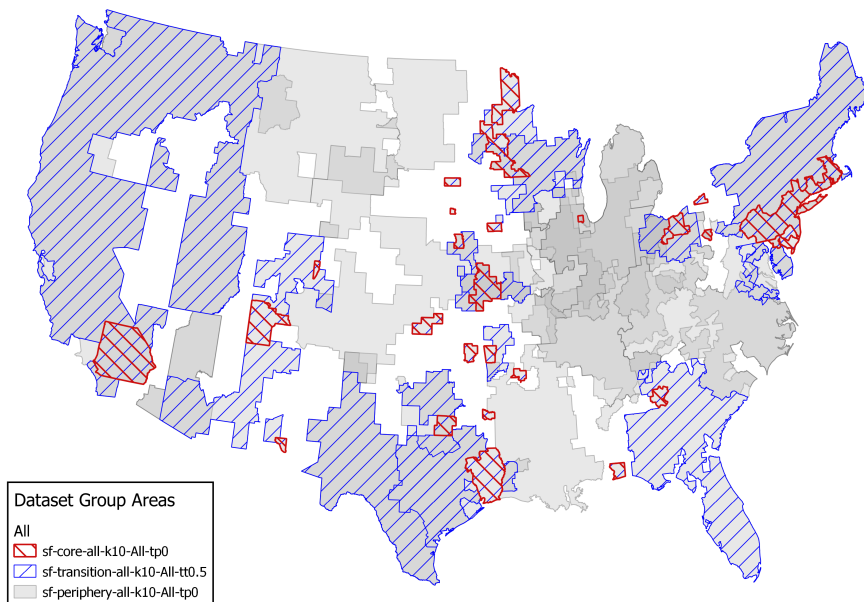 Dataset Group Areas
All
sf-core-all-k10-All-tp0
sf-transition-all-k10-All-tt0.5
sf-periphery-all-k10-All-tp0